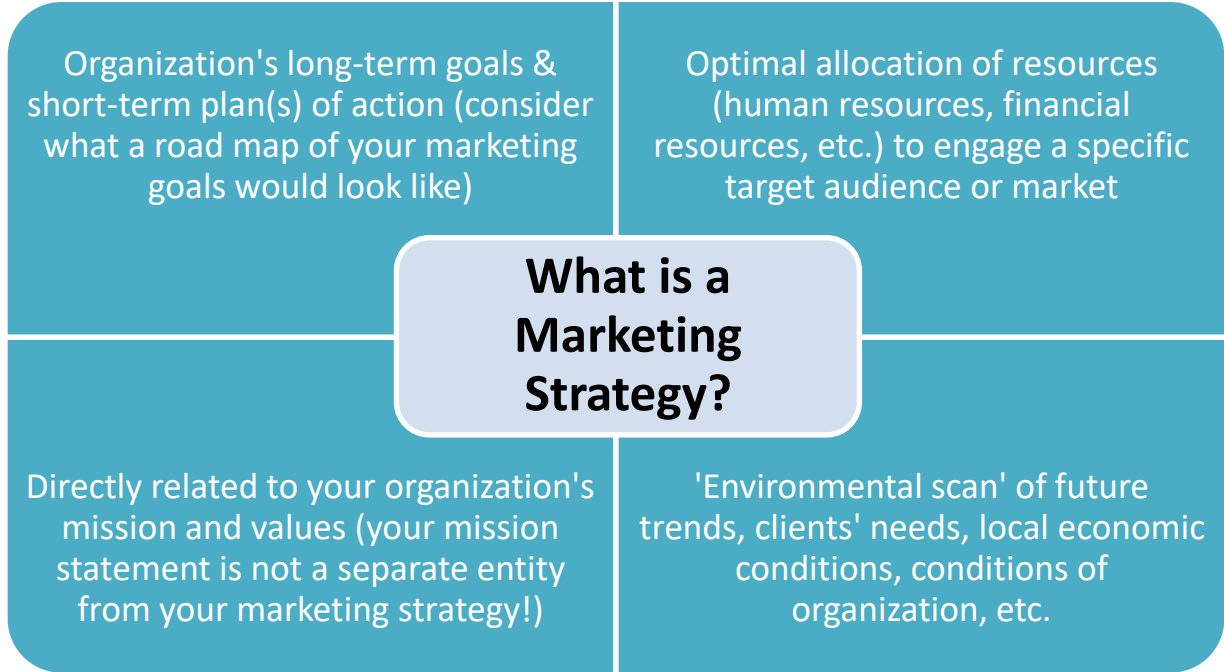 Organization's long-term goals &
short-term plan(s) of action (consider
what a road map of your marketing
goals would look like)
Optimal allocation of resources
(human resources, financial
resources, etc.) to engage a specific
target audience or market
What is a
Marketing
Strategy?
Directly related to your organization's
mission and values (your mission
statement is not a separate entity
from your marketing strategy!)
'Environmental scan' of future
trends, clients' needs, local economic
conditions, conditions of
organization, etc.